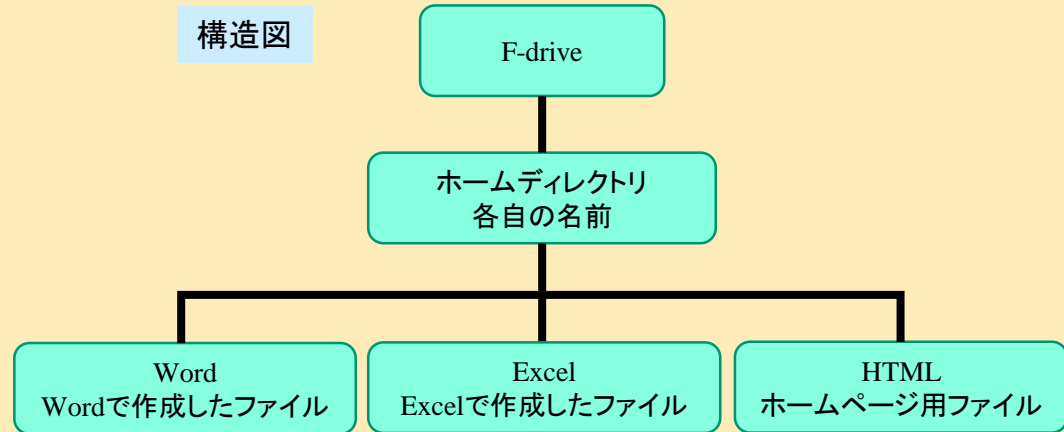 構造図
F-drive
ホームディレクトリ
各自の名前
Word
Wordで作成したファイル
Excel
Excelで作成したファイル
HTML
ホームページ用ファイル